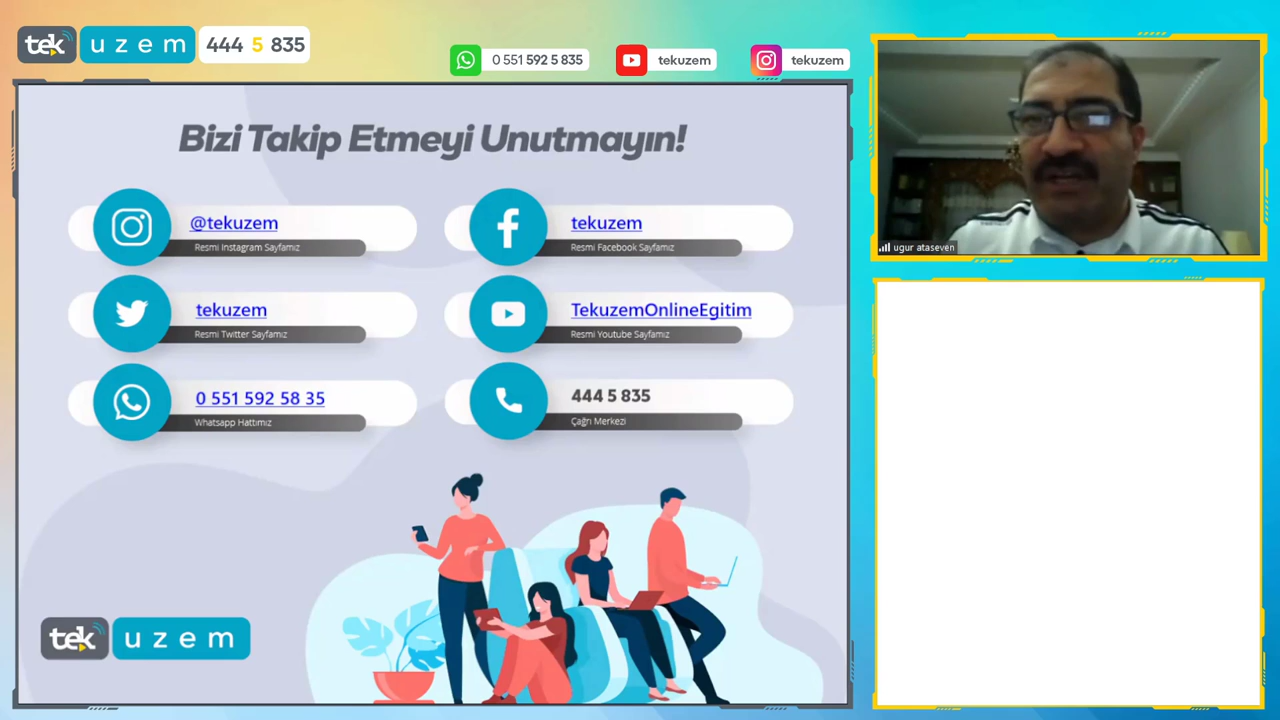 tek uzem 444 5 835
0 551 592 5 835
tekuzem
tekuzem
Bizi Takip Etmeyi Unutmayın!
@tekuzem
Resmi Instagram Sayfamız
tekuzem
Resmi Facebook Sayfamız
tekuzem
Resmi Twitter Sayfamız
TekuzemOnlineEgitim
Resmi Youtube Sayfamız
0 551 592 58 35
Whatsapp Hattımız
444 5 835
Çağrı Merkezi
tek uzem
ugur ataseven